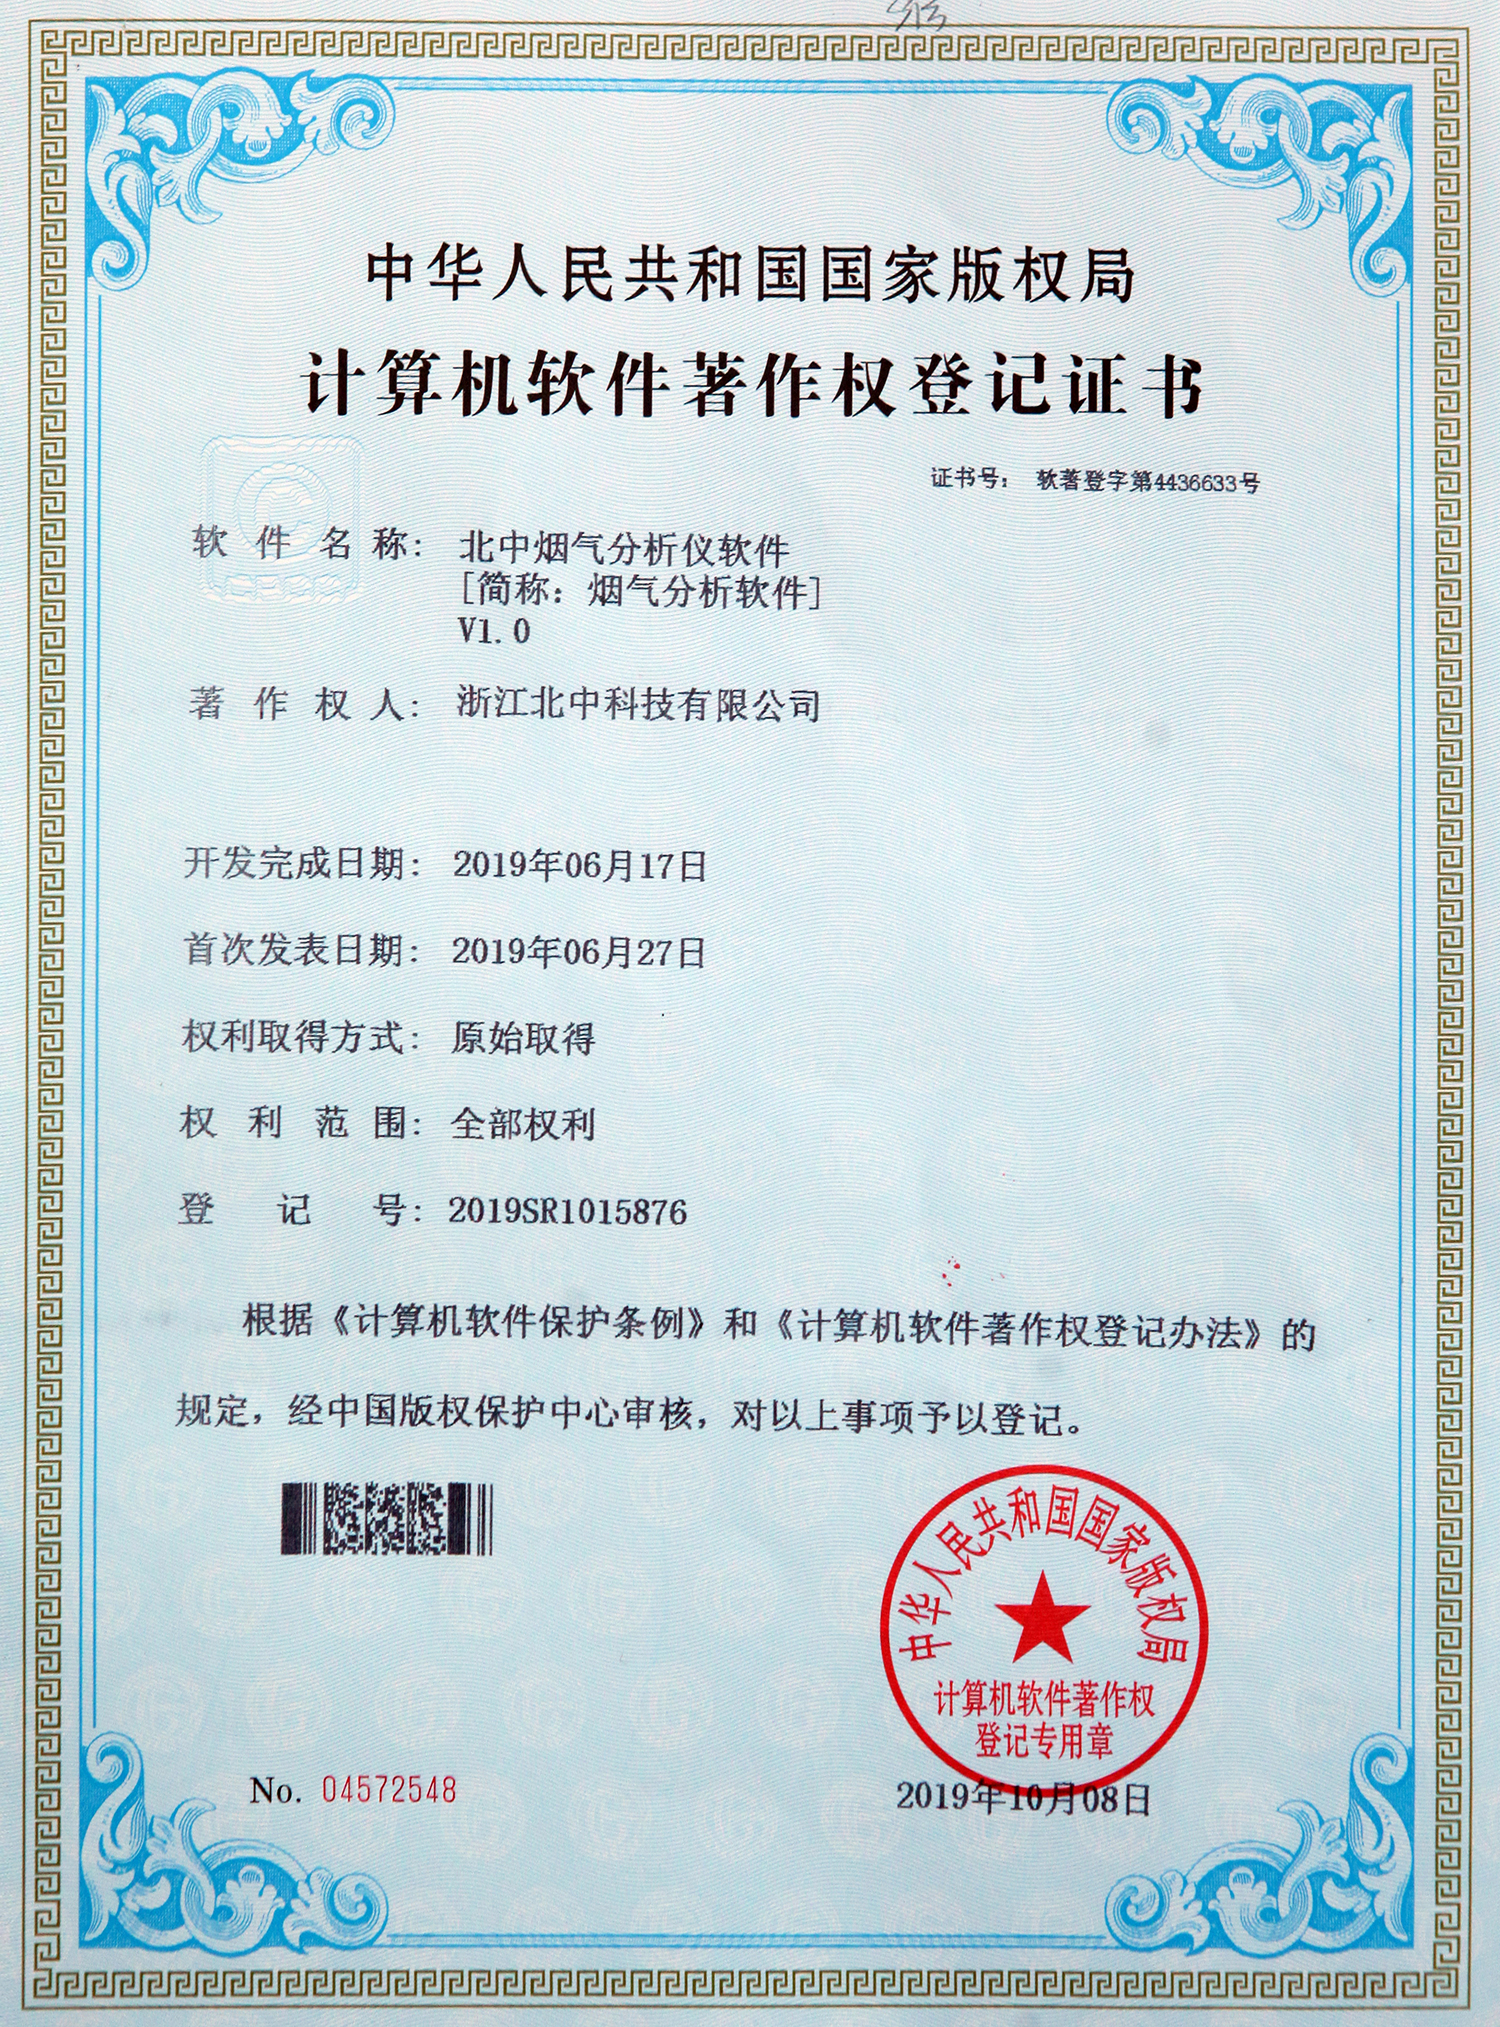 中华人民共和国国家版权局
计算机软件著作权登记证书
证书号： 软著登字第4436633号
软件名称： 北中烟气分析仪软件
[简称：烟气分析软件]
V1.0
著作权人： 浙江北中科技有限公司
开发完成日期： 2019年06月17日
首次发表日期： 2019年06月27日
权利取得方式： 原始取得
权利范围： 全部权利
登记号： 2019SR1015876
根据《计算机软件保护条例》和《计算机软件著作权登记办法》的
规定，经中国版权保护中心审核，对以上事项予以登记。
中华人民共和国国家版权局
计算机软件著作权
登记专用章
No. 04572548
2019年10月08日